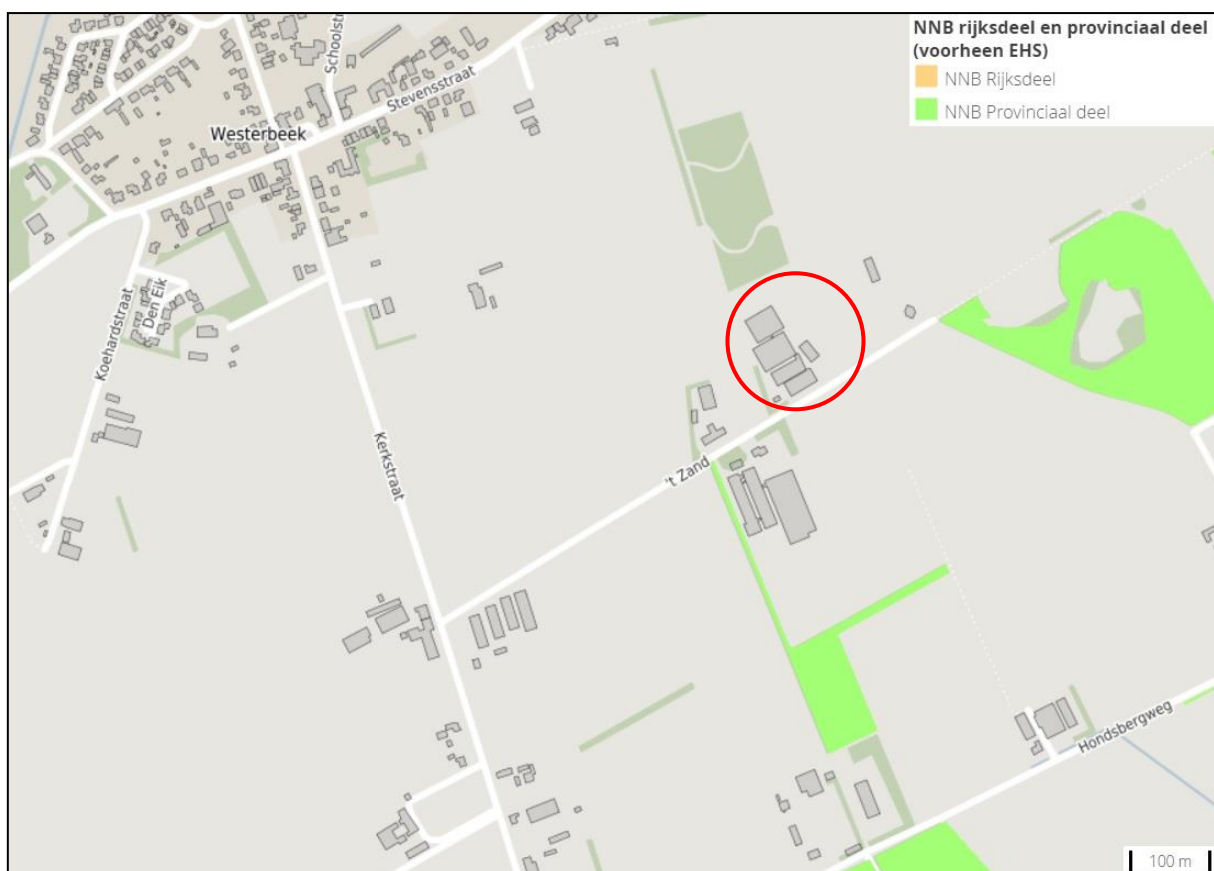 NNB rijksdeel en provinciaal deel
(voorheen EHS)
NNB Rijksdeel
NNB Provinciaal deel
Schoolstr
Stevensstraat
Westerbeek
Den Eik
Koehardstraat
Kerkstraat
't Zand
Hondsbergweg
100 m